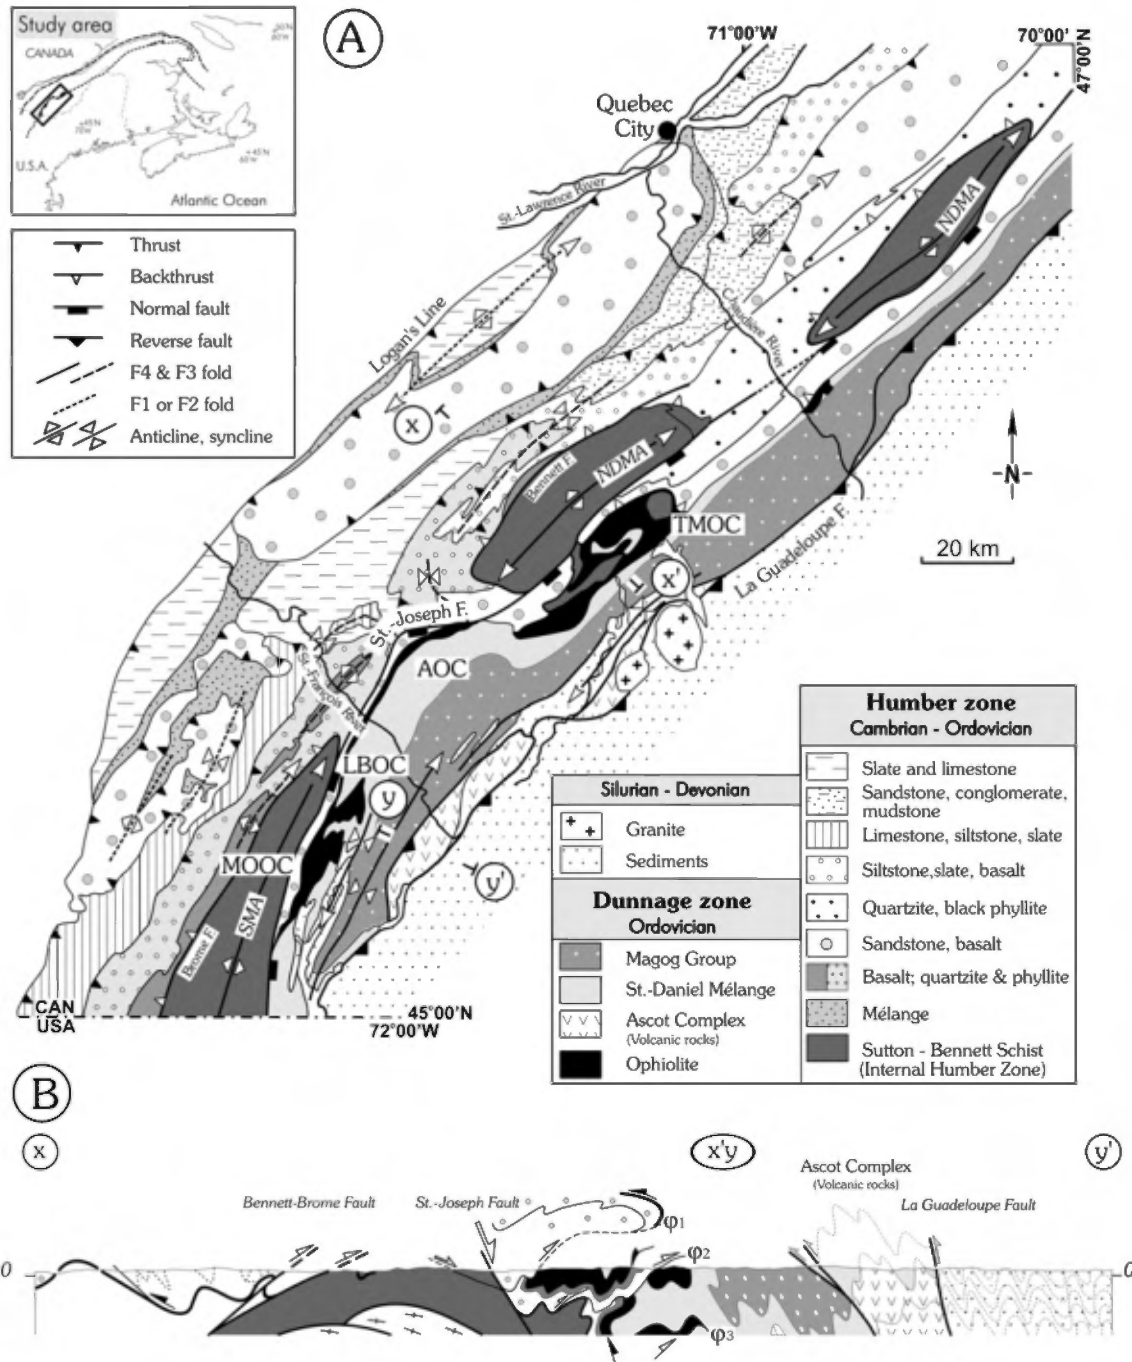 Study area
CANADA
U.S.A.
Atlantic Ocean
+45N
70W
+45N
60W
A
71°00'W
70°00'
47°00'N
Quebec
City
St.-Lawrence River
Thrust
Backthrust
Normal fault
Reverse fault
F4 & F3 fold
F1 or F2 fold
Anticline, syncline
Logan's Line
Chaudière River
NDMA
x
Bennett F.
NDMA
TMOC
x'
La Guadeloupe F.
N
20 km
St.-Joseph F.
AOC
St.-François River
LBOC
y
y'
MOOC
SMA
Brome F.
CAN
USA
45°00'N
72°00'W
Silurian - Devonian
Granite
Sediments
Dunnage zone
Ordovician
Magog Group
St.-Daniel Mélange
Ascot Complex
(Volcanic rocks)
Ophiolite
Humber zone
Cambrian - Ordovician
Slate and limestone
Sandstone, conglomerate,
mudstone
Limestone, siltstone, slate
Siltstone,slate, basalt
Quartzite, black phyllite
Sandstone, basalt
Basalt; quartzite & phyllite
Mélange
Sutton - Bennett Schist
(Internal Humber Zone)
B
x
x'y
y'
Bennett-Brome Fault
St.-Joseph Fault
Ascot Complex
(Volcanic rocks)
La Guadeloupe Fault
φ1
φ2
φ3
0
0